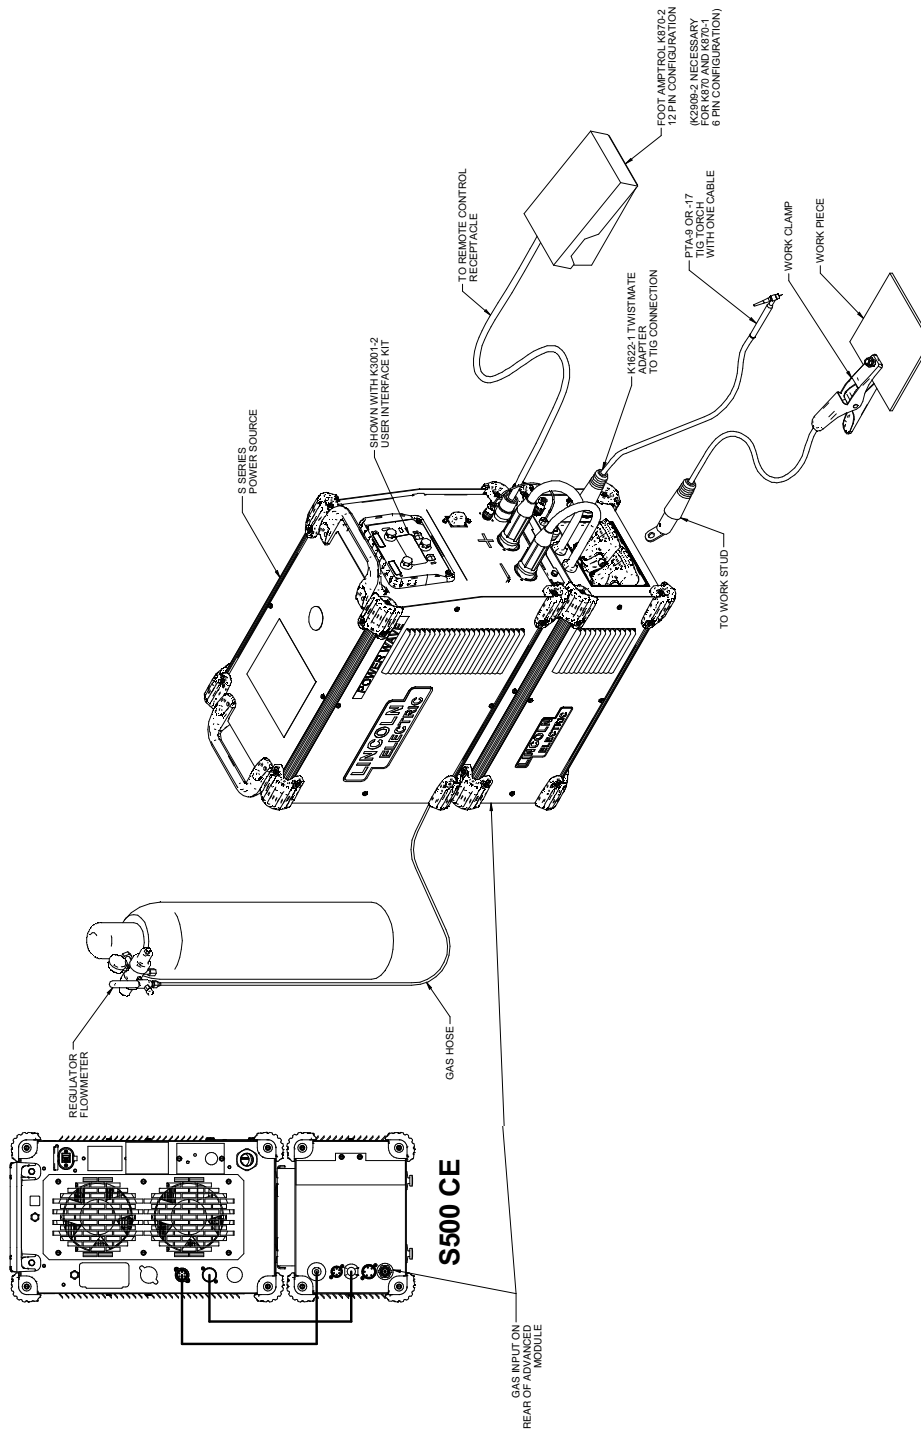 REGULATOR
FLOWMETER
S SERIES
POWER SOURCE
SHOWN WITH K3001-2
USER INTERFACE KIT
TO REMOTE CONTROL
RECEPTACLE
FOOT AMPTROL K870-2
12 PIN CONFIGURATION
(K2909-2 NECESSARY
FOR K870 AND K870-1
6 PIN CONFIGURATION)
K1622-1 TWISTMATE
ADAPTER
TO TIG CONNECTION
PTA-9 OR -17
TIG TORCH
WITH ONE CABLE
WORK CLAMP
WORK PIECE
TO WORK STUD
POWER WAVE
LINCOLN
ELECTRIC
LINCOLN
ELECTRIC
GAS HOSE
S500 CE
GAS INPUT ON
REAR OF ADVANCED
MODULE